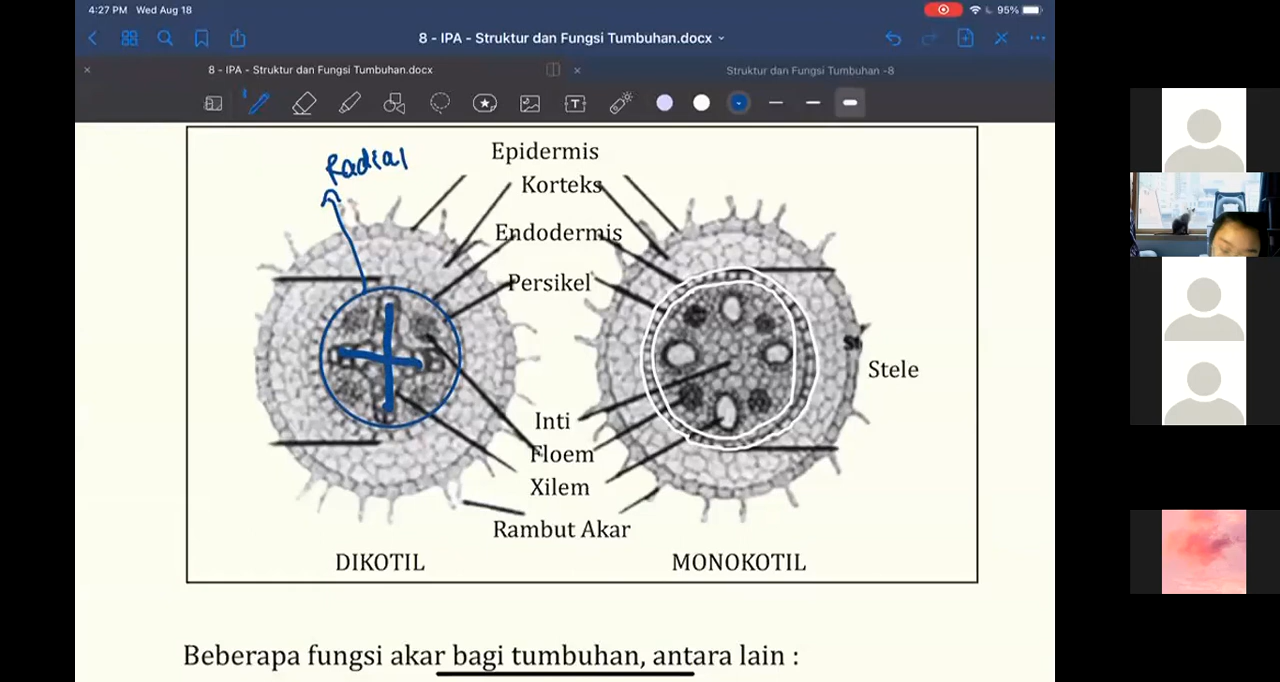 4:27 PM Wed Aug 18
95%
8 - IPA - Struktur dan Fungsi Tumbuhan.docx
8 - IPA - Struktur dan Fungsi Tumbuhan.docx
Struktur dan Fungsi Tumbuhan -8
Radial
Epidermis
Korteks
Endodermis
Persikel
Stele
Inti
Floem
Xilem
Rambut Akar
DIKOTIL
MONOKOTIL
Beberapa fungsi akar bagi tumbuhan, antara lain :